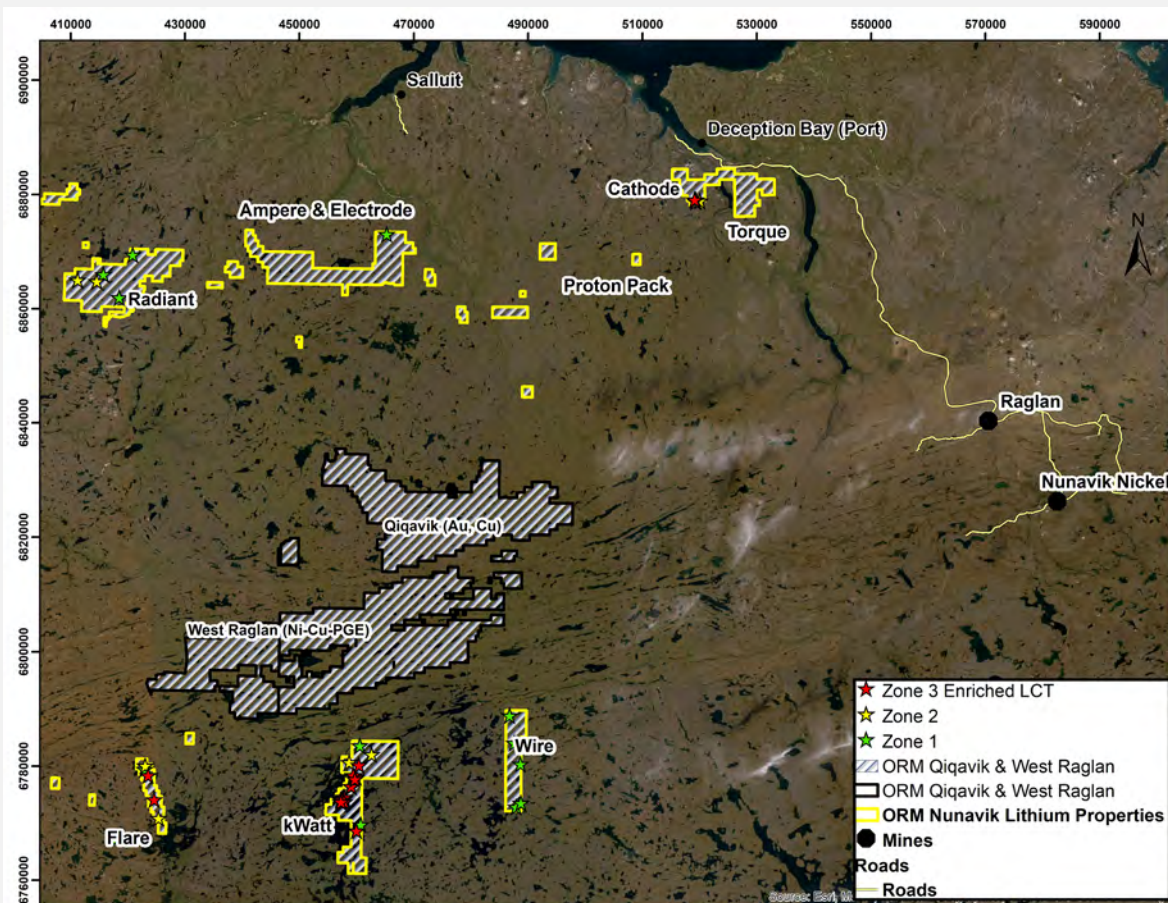 410000 430000 450000 470000 490000 510000 530000 550000 570000 590000
6900000
6880000
6860000
6840000
6820000
6800000
6780000
6760000
Salluit
Deception Bay (Port)
Cathode
Ampere & Electrode
Torque
N
Proton Pack
Radiant
Raglan
Nunavik Nickel
Qiqavik (Au, Cu)
West Raglan (Ni-Cu-PGE)
Wire
kWatt
Flare
Zone 3 Enriched LCT
Zone 2
Zone 1
ORM Qiqavik & West Raglan
ORM Qiqavik & West Raglan
ORM Nunavik Lithium Properties
Mines
Roads
Roads
Source: Esri, M